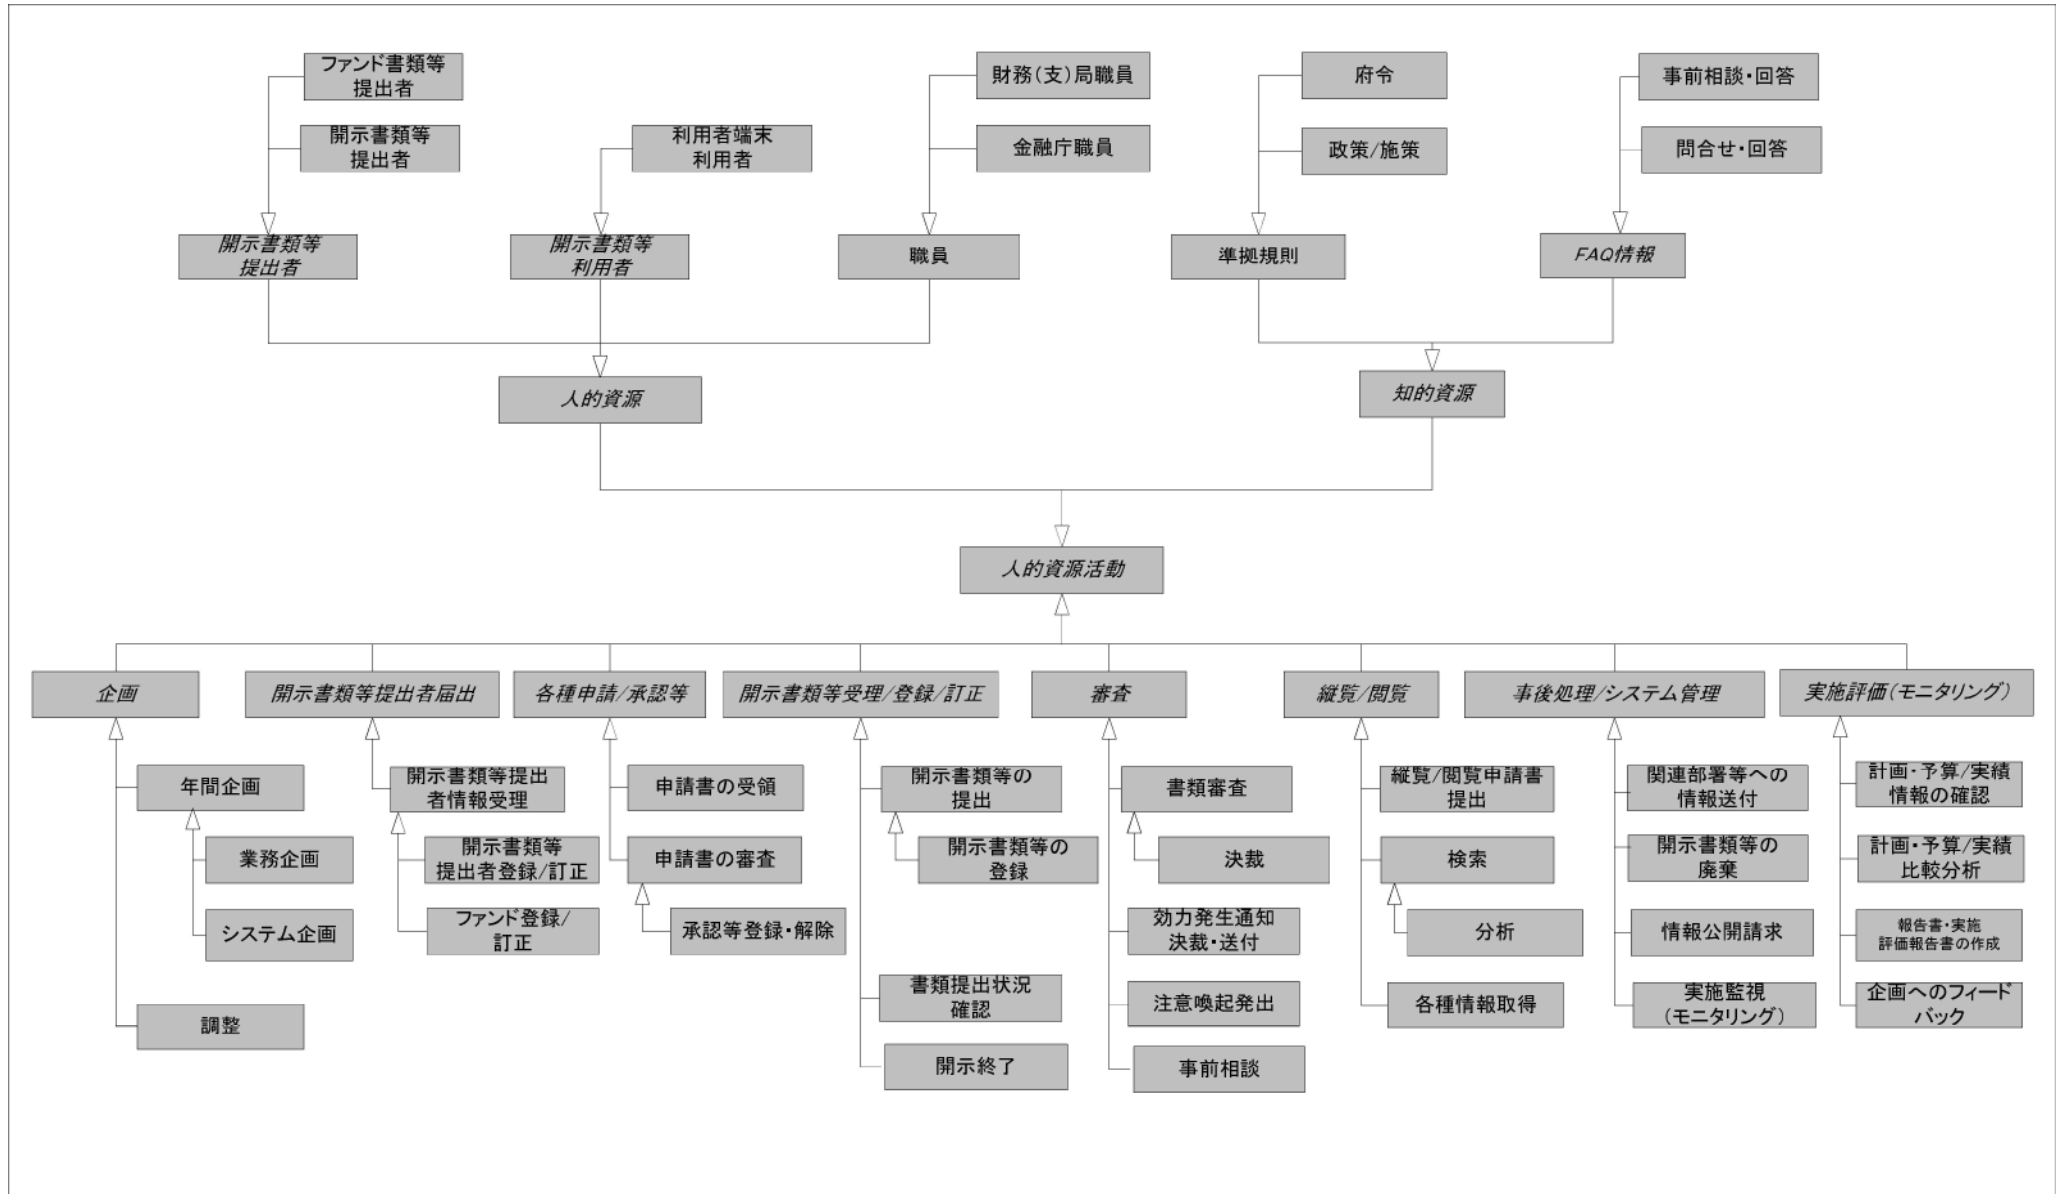 ファンド書類等
提出者
開示書類等
提出者
利用者端末
利用者
財務(支)局職員
金融庁職員
府令
政策/施策
事前相談・回答
問合せ・回答
開示書類等
提出者
開示書類等
利用者
職員
準拠規則
FAQ情報
人的資源
知的資源
人的資源活動
企画
開示書類等提出者届出
各種申請/承認等
開示書類等受理/登録/訂正
審査
縦覧/閲覧
事後処理/システム管理
実施評価(モニタリング)
年間企画
業務企画
システム企画
調整
開示書類等提出
者情報受理
開示書類等
提出者登録/訂正
ファンド登録/
訂正
申請書の受領
申請書の審査
承認等登録・解除
開示書類等の
提出
開示書類等の
登録
書類提出状況
確認
開示終了
書類審査
決裁
効力発生通知
決裁・送付
注意喚起発出
事前相談
縦覧/閲覧申請書
提出
検索
分析
各種情報取得
関連部署等への
情報送付
開示書類等の
廃棄
情報公開請求
実施監視
(モニタリング)
計画・予算/実績
情報の確認
計画・予算/実績
比較分析
報告書・実施
評価報告書の作成
企画へのフィード
バック